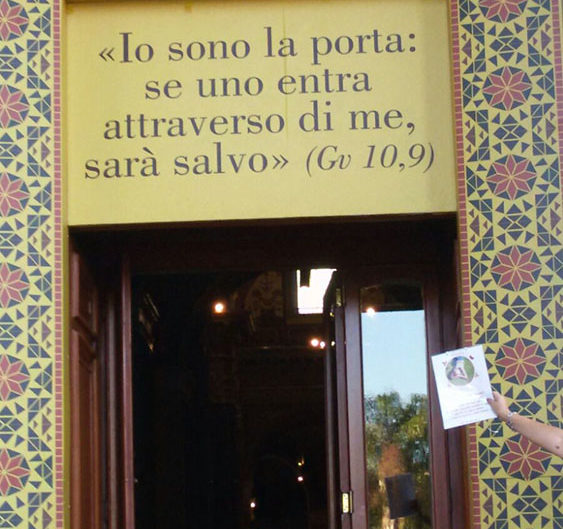 «Io sono la porta:
se uno entra
attraverso di me,
sarà salvo» (Gv 10,9)